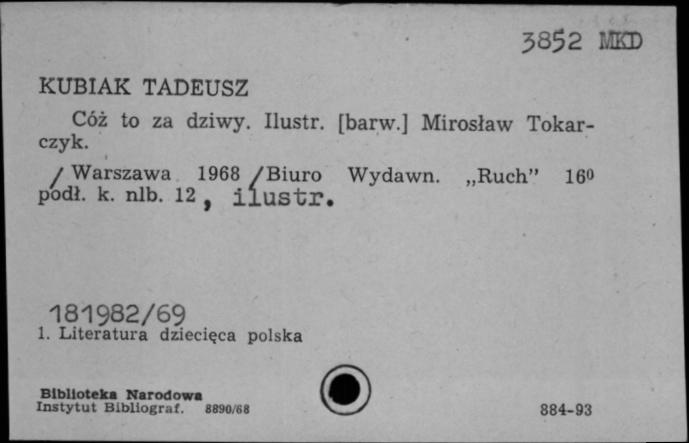 3852 MKD
KUBIAK TADEUSZ
Cóż to za dziwy. Ilustr. [barw.] Mirosław Tokar-
czyk.
/ Warszawa 1968 / Biuro Wydawn. „Ruch” 16⁰
podł. k. nlb. 12 , ilustr.
181982/69
1. Literatura dziecięca polska
Biblioteka Narodowa
Instytut Bibliograf. 8890/68
884-93